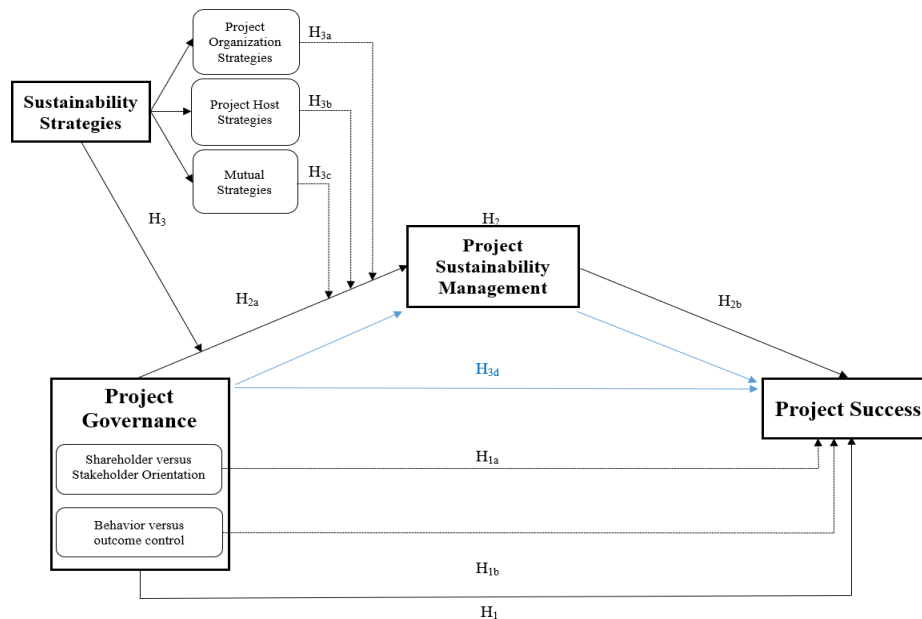 Project
Organization
Strategies
H3a
Sustainability
Strategies
Project Host
Strategies
H3b
Mutual
Strategies
H3c
H3
H2
Project
Sustainability
Management
H2a
H2b
H3d
Project
Governance
Project Success
Shareholder versus
Stakeholder Orientation
H1a
Behavior versus
outcome control
H1b
H1